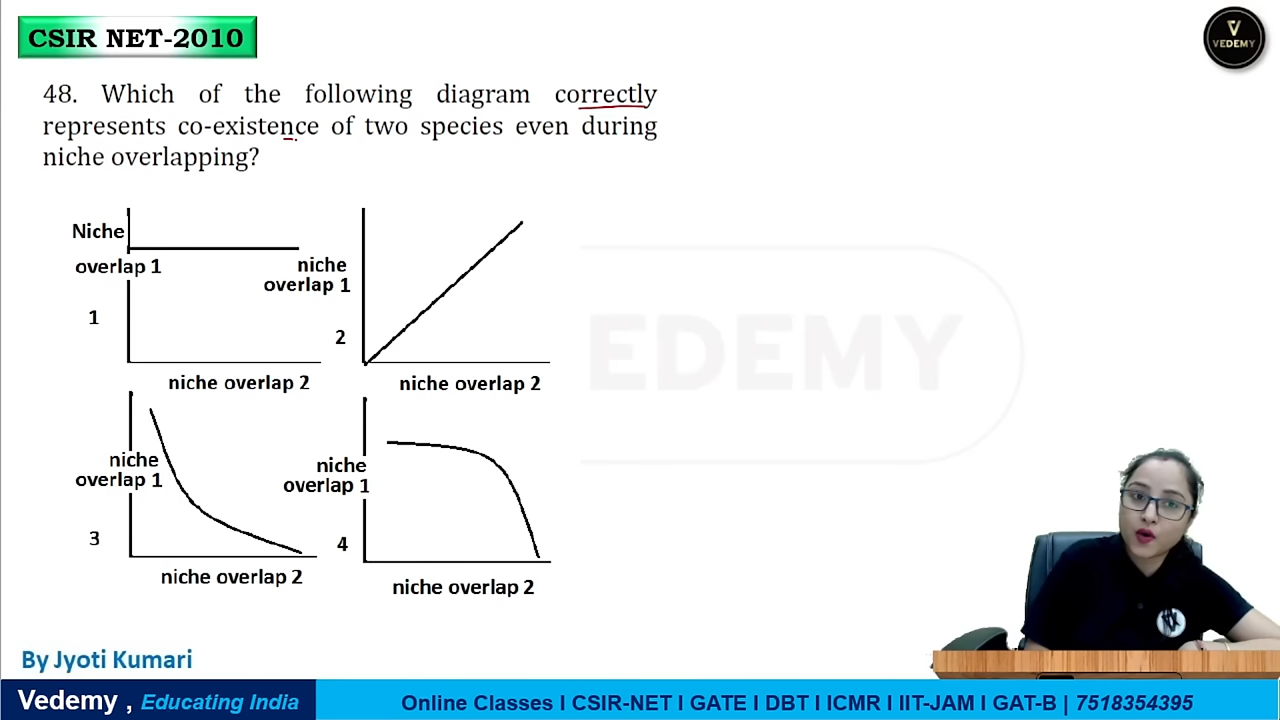 CSIR NET-2010
V
VEDEMY
48. Which of the following diagram correctly
represents co-existence of two species even during
niche overlapping?
Niche
overlap 1
1
niche overlap 2
niche
overlap 1
2
niche overlap 2
niche
overlap 1
3
niche overlap 2
niche
overlap 1
4
niche overlap 2
EDEMY
By Jyoti Kumari
Vedemy , Educating India
Online Classes I CSIR-NET I GATE I DBT I ICMR I IIT-JAM I GAT-B | 7518354395